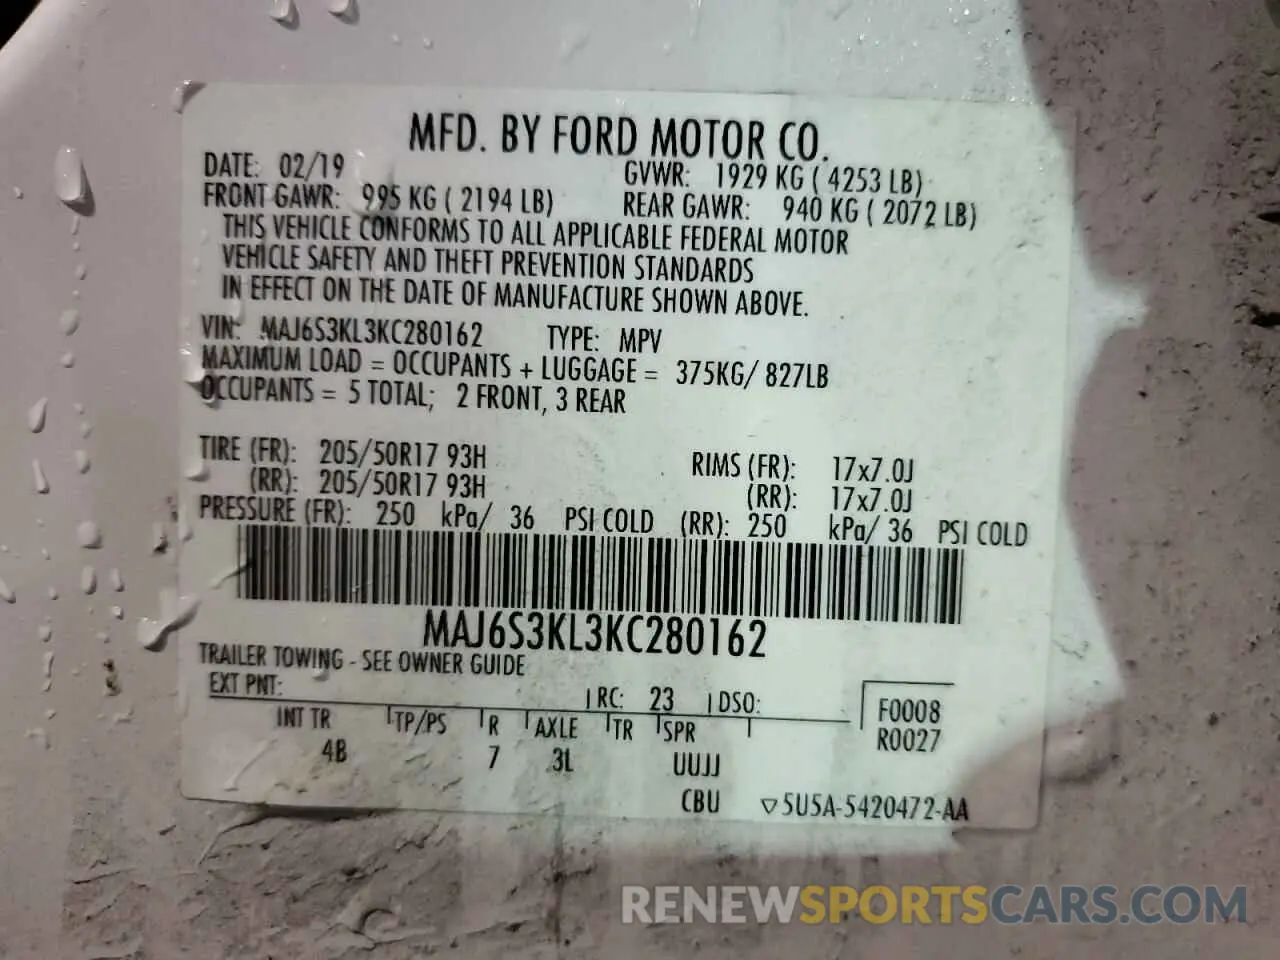 MFD. BY FORD MOTOR CO.
DATE: 02/19 GVWR: 1929 KG ( 4253 LB)
FRONT GAWR: 995 KG ( 2194 LB) REAR GAWR: 940 KG ( 2072 LB)
THIS VEHICLE CONFORMS TO ALL APPLICABLE FEDERAL MOTOR
VEHICLE SAFETY AND THEFT PREVENTION STANDARDS
IN EFFECT ON THE DATE OF MANUFACTURE SHOWN ABOVE.
VIN: MAJ6S3KL3KC280162 TYPE: MPV
MAXIMUM LOAD = OCCUPANTS + LUGGAGE = 375KG/ 827LB
OCCUPANTS = 5 TOTAL; 2 FRONT, 3 REAR
TIRE (FR): 205/50R17 93H RIMS (FR): 17x7.0J
(RR): 205/50R17 93H (RR): 17x7.0J
PRESSURE (FR): 250 kPa/ 36 PSI COLD (RR): 250 kPa/ 36 PSI COLD
MAJ6S3KL3KC280162
TRAILER TOWING - SEE OWNER GUIDE
EXT PNT: RC: 23 DSO: F0008
INT TR TP/PS R AXLE TR SPR R0027
4B 7 3L UUJJ
CBU ▽5U5A-5420472-AA
RENEWSPORTSCARS.COM